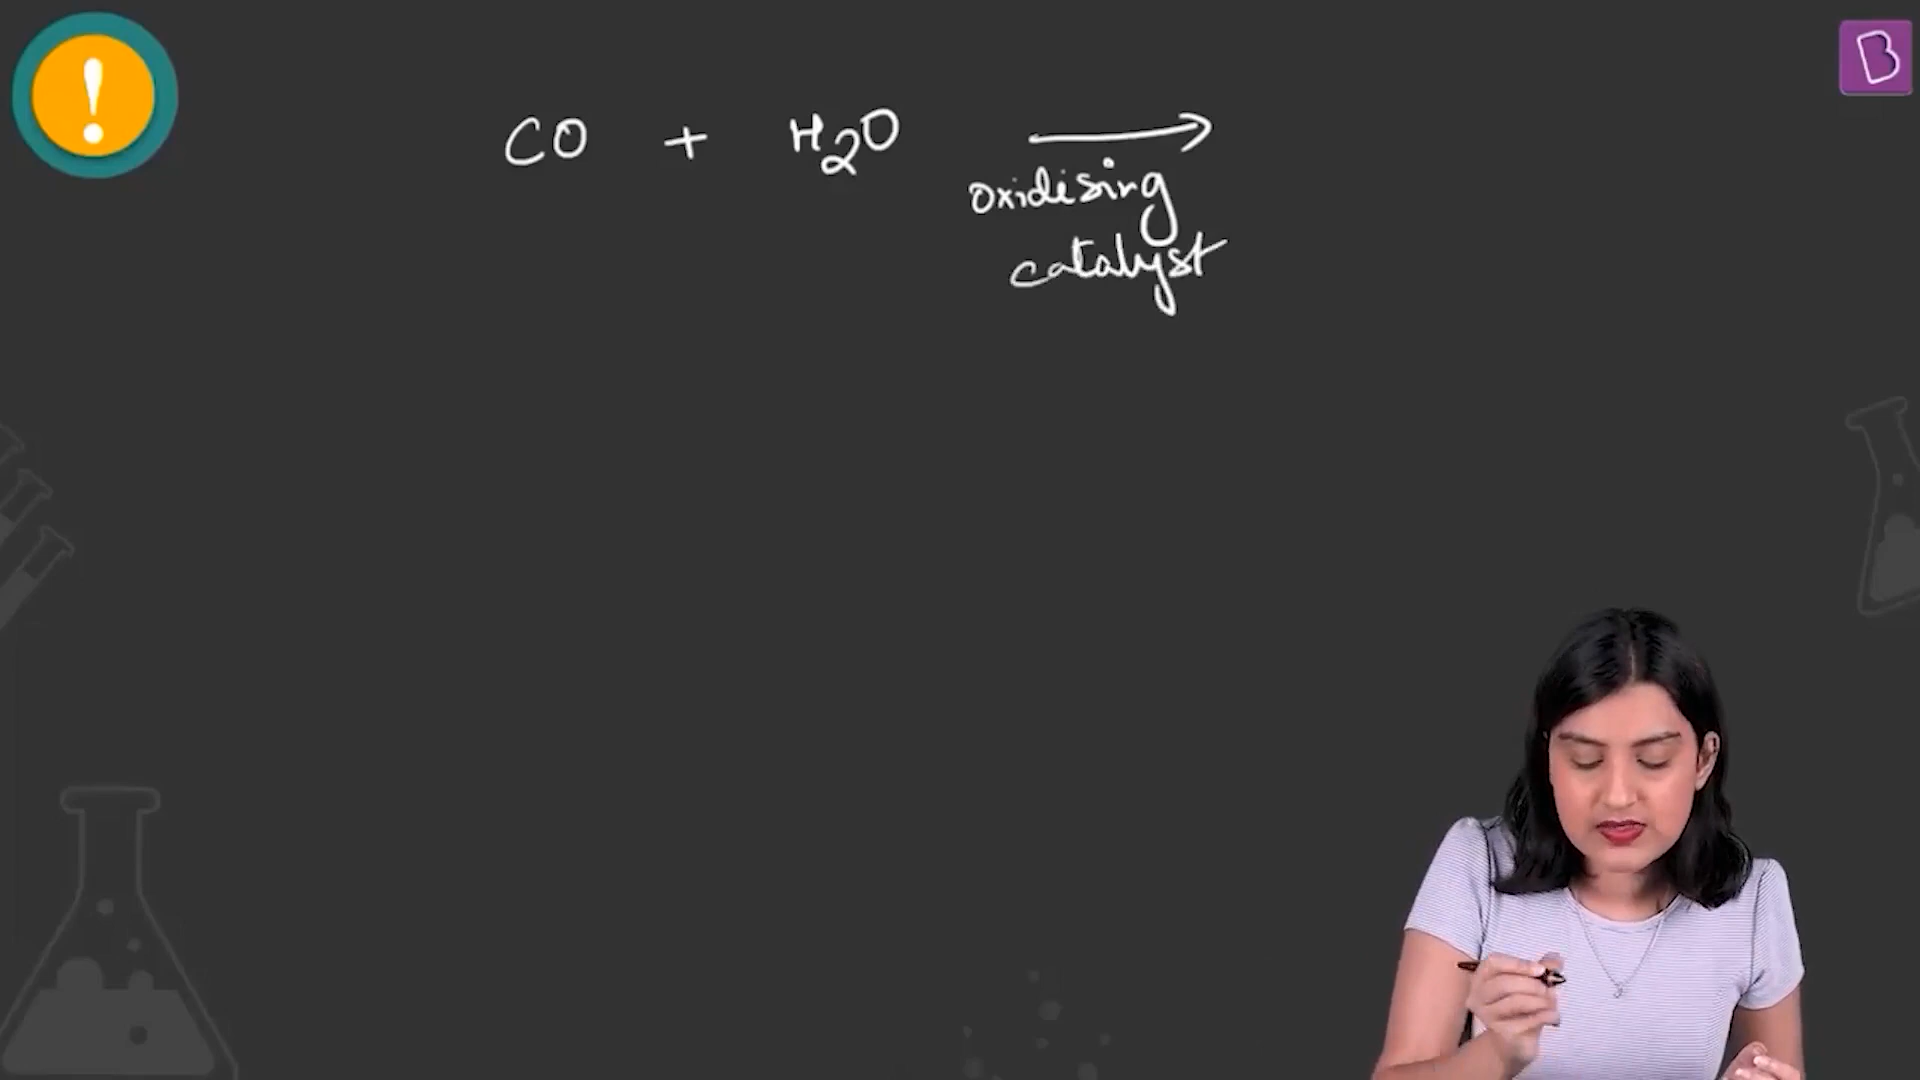 CO + H2O ⟶
oxidising
catalyst
B